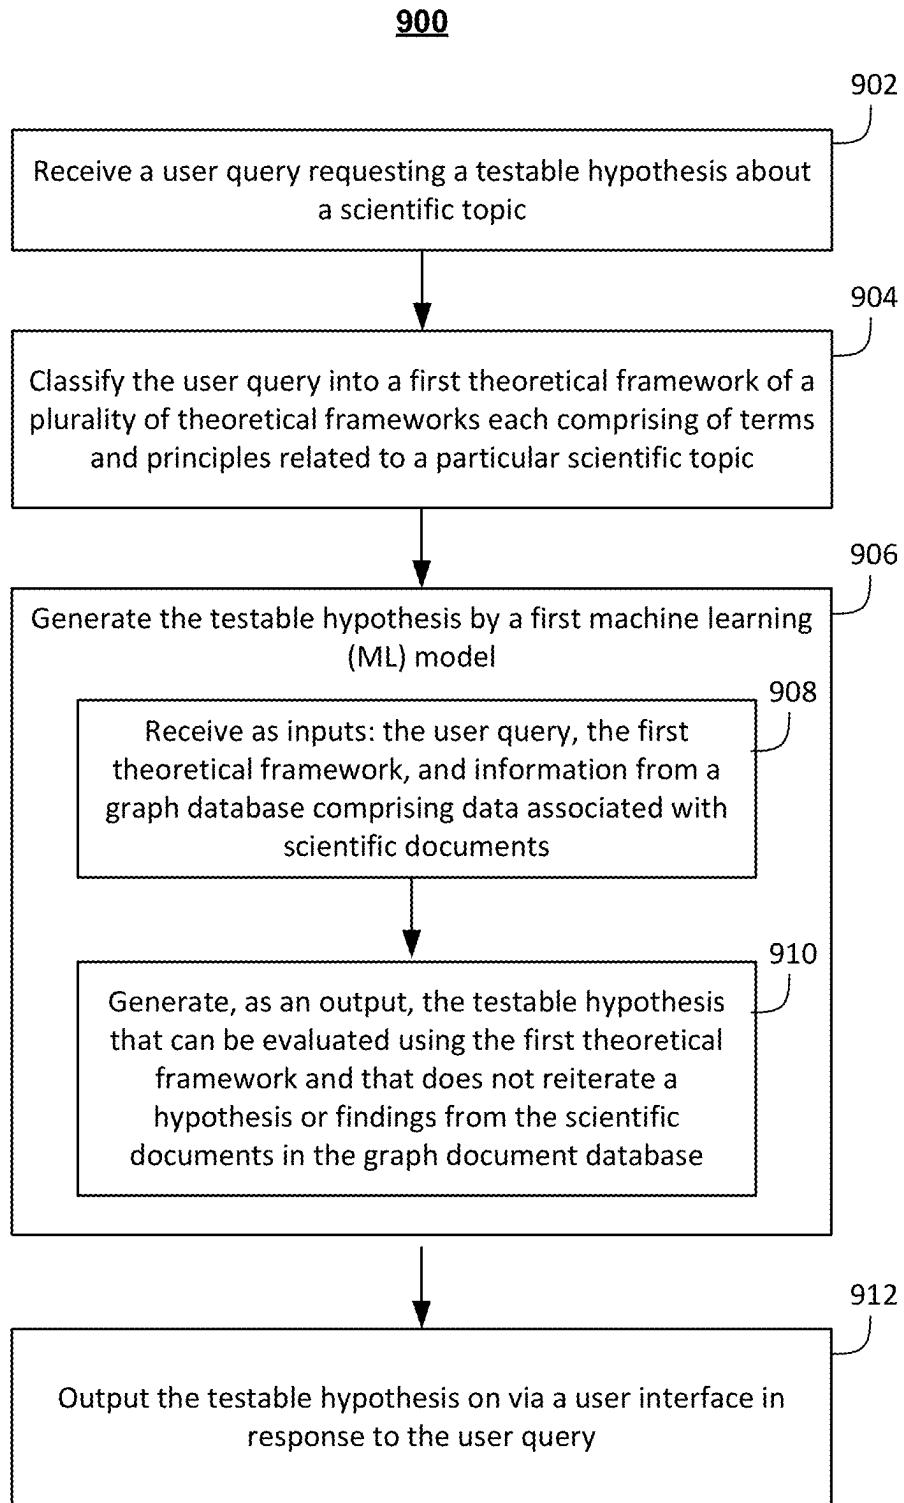 900
902
Receive a user query requesting a testable hypothesis about
a scientific topic
904
Classify the user query into a first theoretical framework of a
plurality of theoretical frameworks each comprising of terms
and principles related to a particular scientific topic
906
Generate the testable hypothesis by a first machine learning
(ML) model
908
Receive as inputs: the user query, the first
theoretical framework, and information from a
graph database comprising data associated with
scientific documents
910
Generate, as an output, the testable hypothesis
that can be evaluated using the first theoretical
framework and that does not reiterate a
hypothesis or findings from the scientific
documents in the graph document database
912
Output the testable hypothesis on via a user interface in
response to the user query